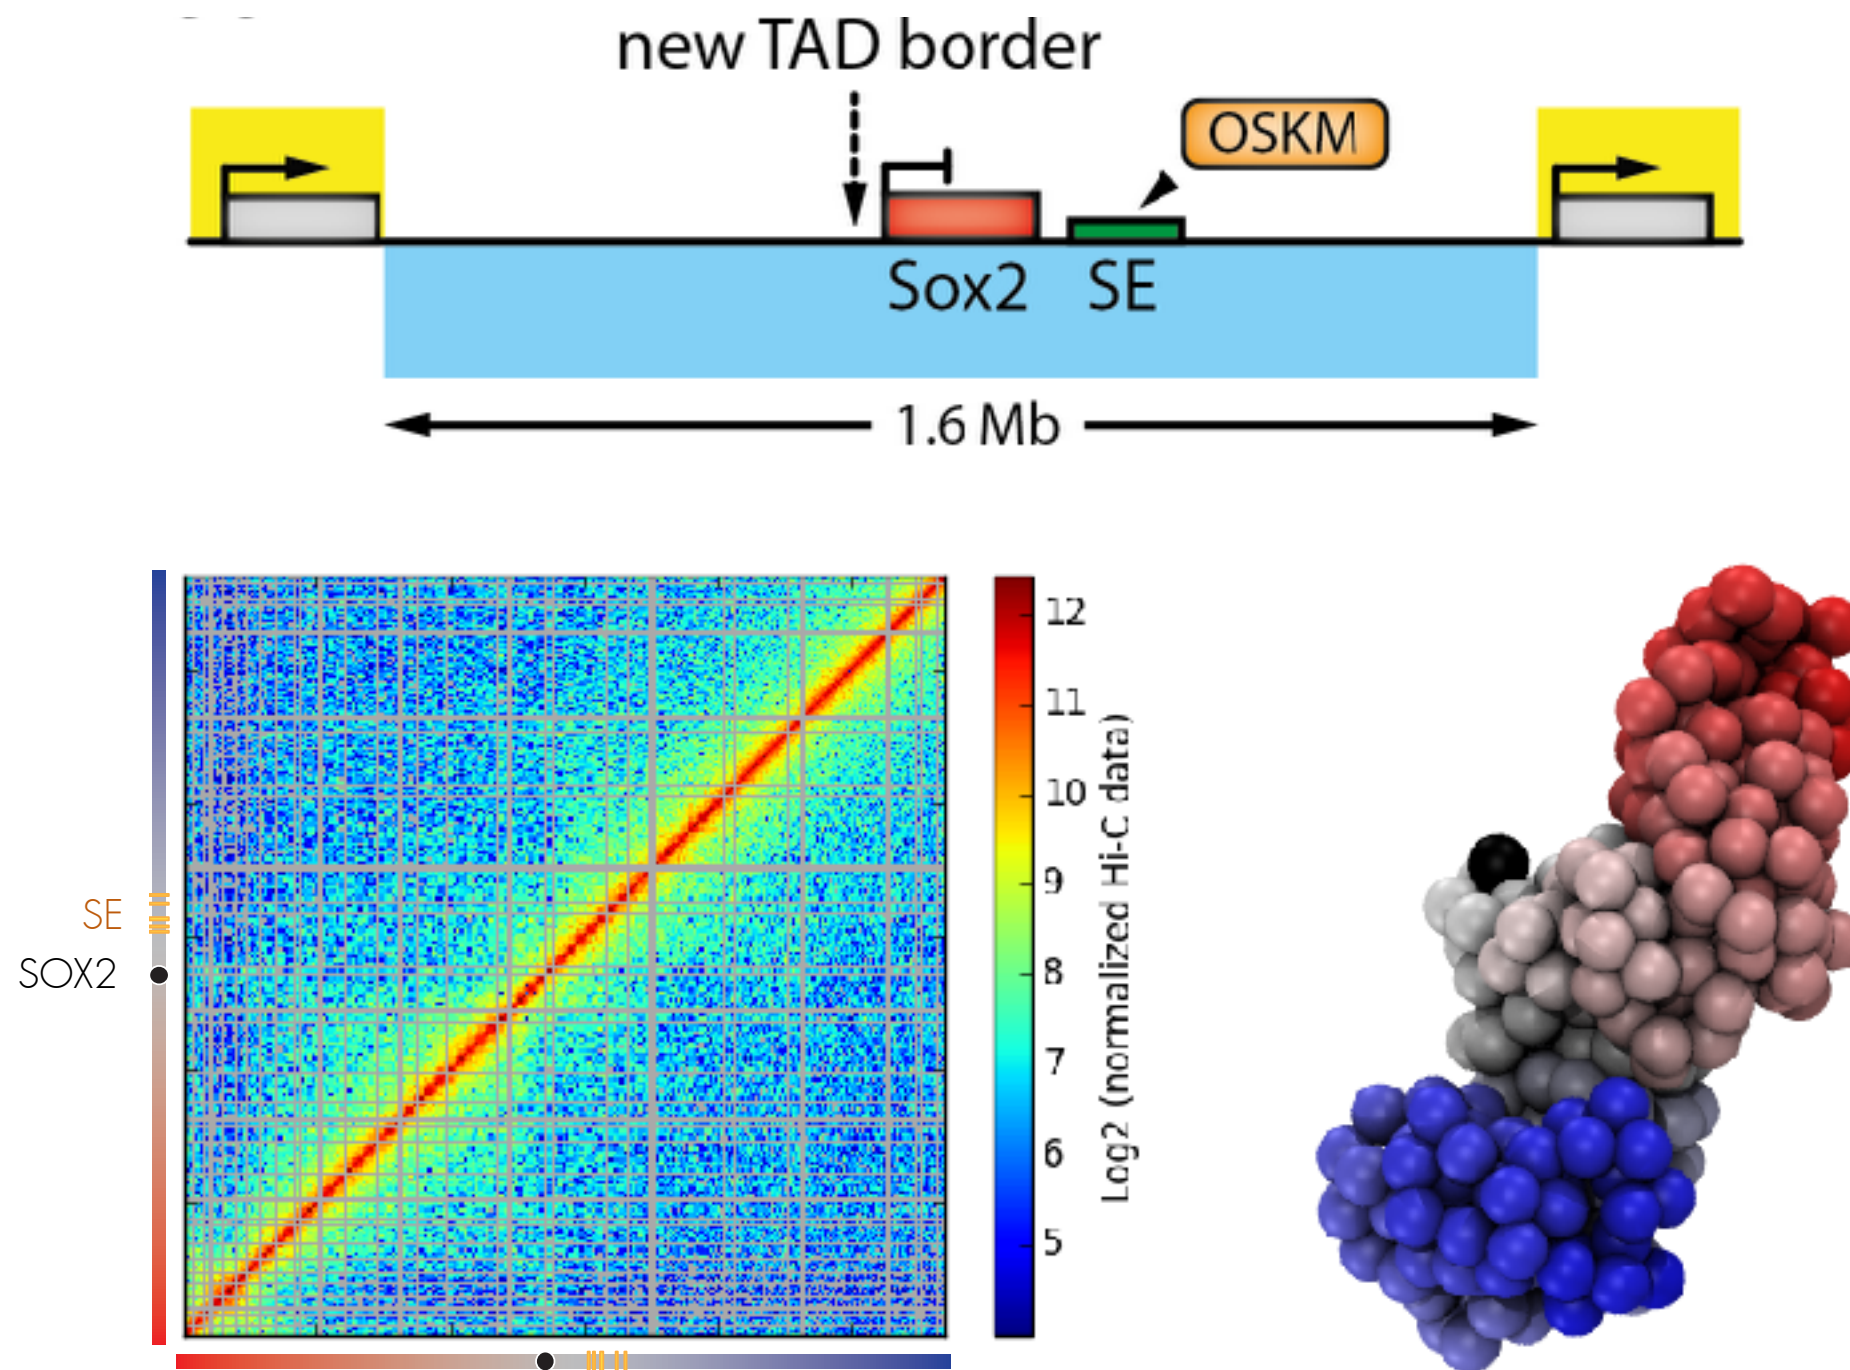 new TAD border
OSKM
Sox2 SE
1.6 Mb
12
11
10
9
8
7
6
5
Log2 (normalized Hi-C data)
SE
SOX2